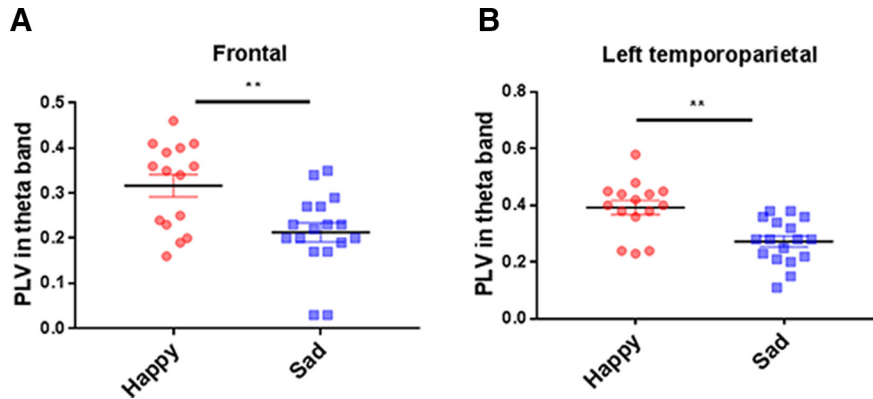 A
Frontal
**
PLV in theta band
0.5
0.4
0.3
0.2
0.1
0.0
Happy
Sad
B
Left temporoparietal
**
PLV in theta band
0.8
0.6
0.4
0.2
0.0
Happy
Sad